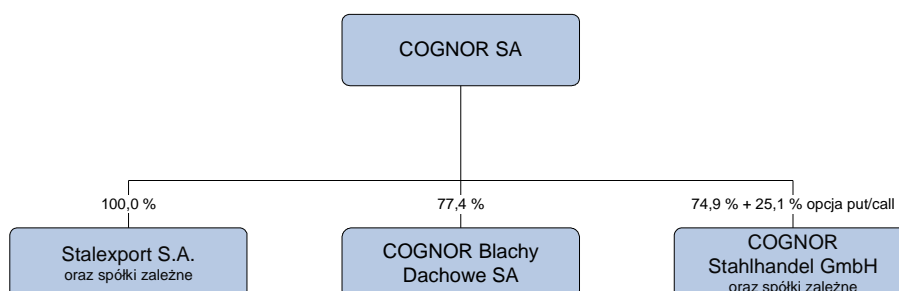 COGNOR SA
100,0 %
77,4 %
74,9 % + 25,1 % opcja put/call
Stalexport S.A.
oraz spółki zależne
COGNOR Blachy
Dachowe SA
COGNOR
Stahlhandel GmbH
oraz spółki zależne